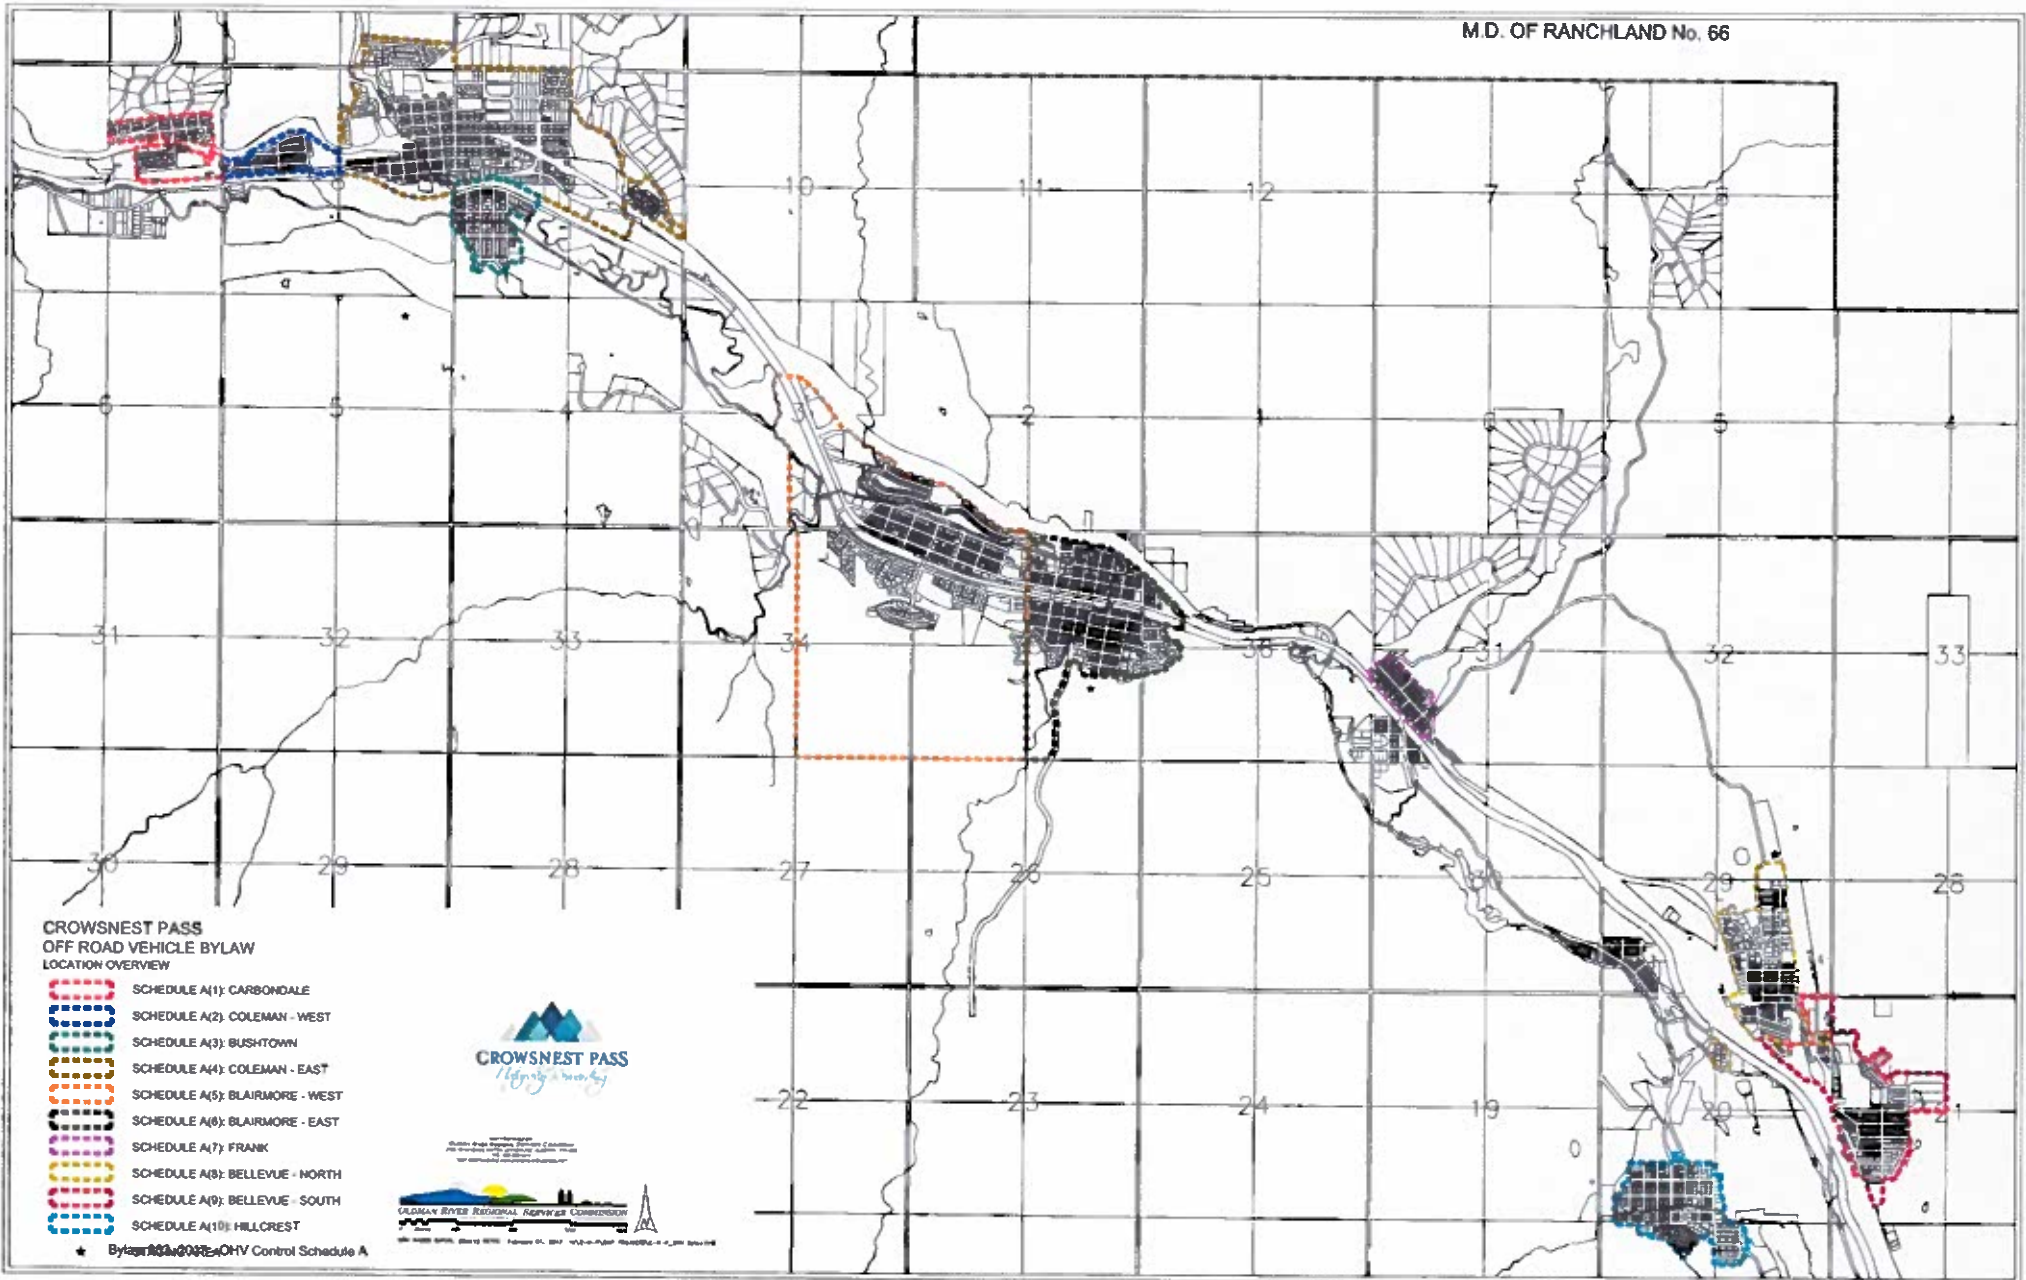 M.D. OF RANCHLAND No. 66
10
11
12
7
8
6
5
4
3
2
1
6
5
4
31
32
33
34
36
31
32
33
30
29
28
27
26
25
29
28
22
23
24
19
20
21
CROWSNEST PASS
OFF ROAD VEHICLE BYLAW
LOCATION OVERVIEW
SCHEDULE A(1): CARBONDALE
SCHEDULE A(2): COLEMAN - WEST
SCHEDULE A(3): BUSHTOWN
SCHEDULE A(4): COLEMAN - EAST
SCHEDULE A(5): BLAIRMORE - WEST
SCHEDULE A(6): BLAIRMORE - EAST
SCHEDULE A(7): FRANK
SCHEDULE A(8): BELLEVUE - NORTH
SCHEDULE A(9): BELLEVUE - SOUTH
SCHEDULE A(10): HILLCREST
OHV Control Schedule A
CROWSNEST PASS
OLDMAN RIVER REGIONAL SERVICES COMMISSION